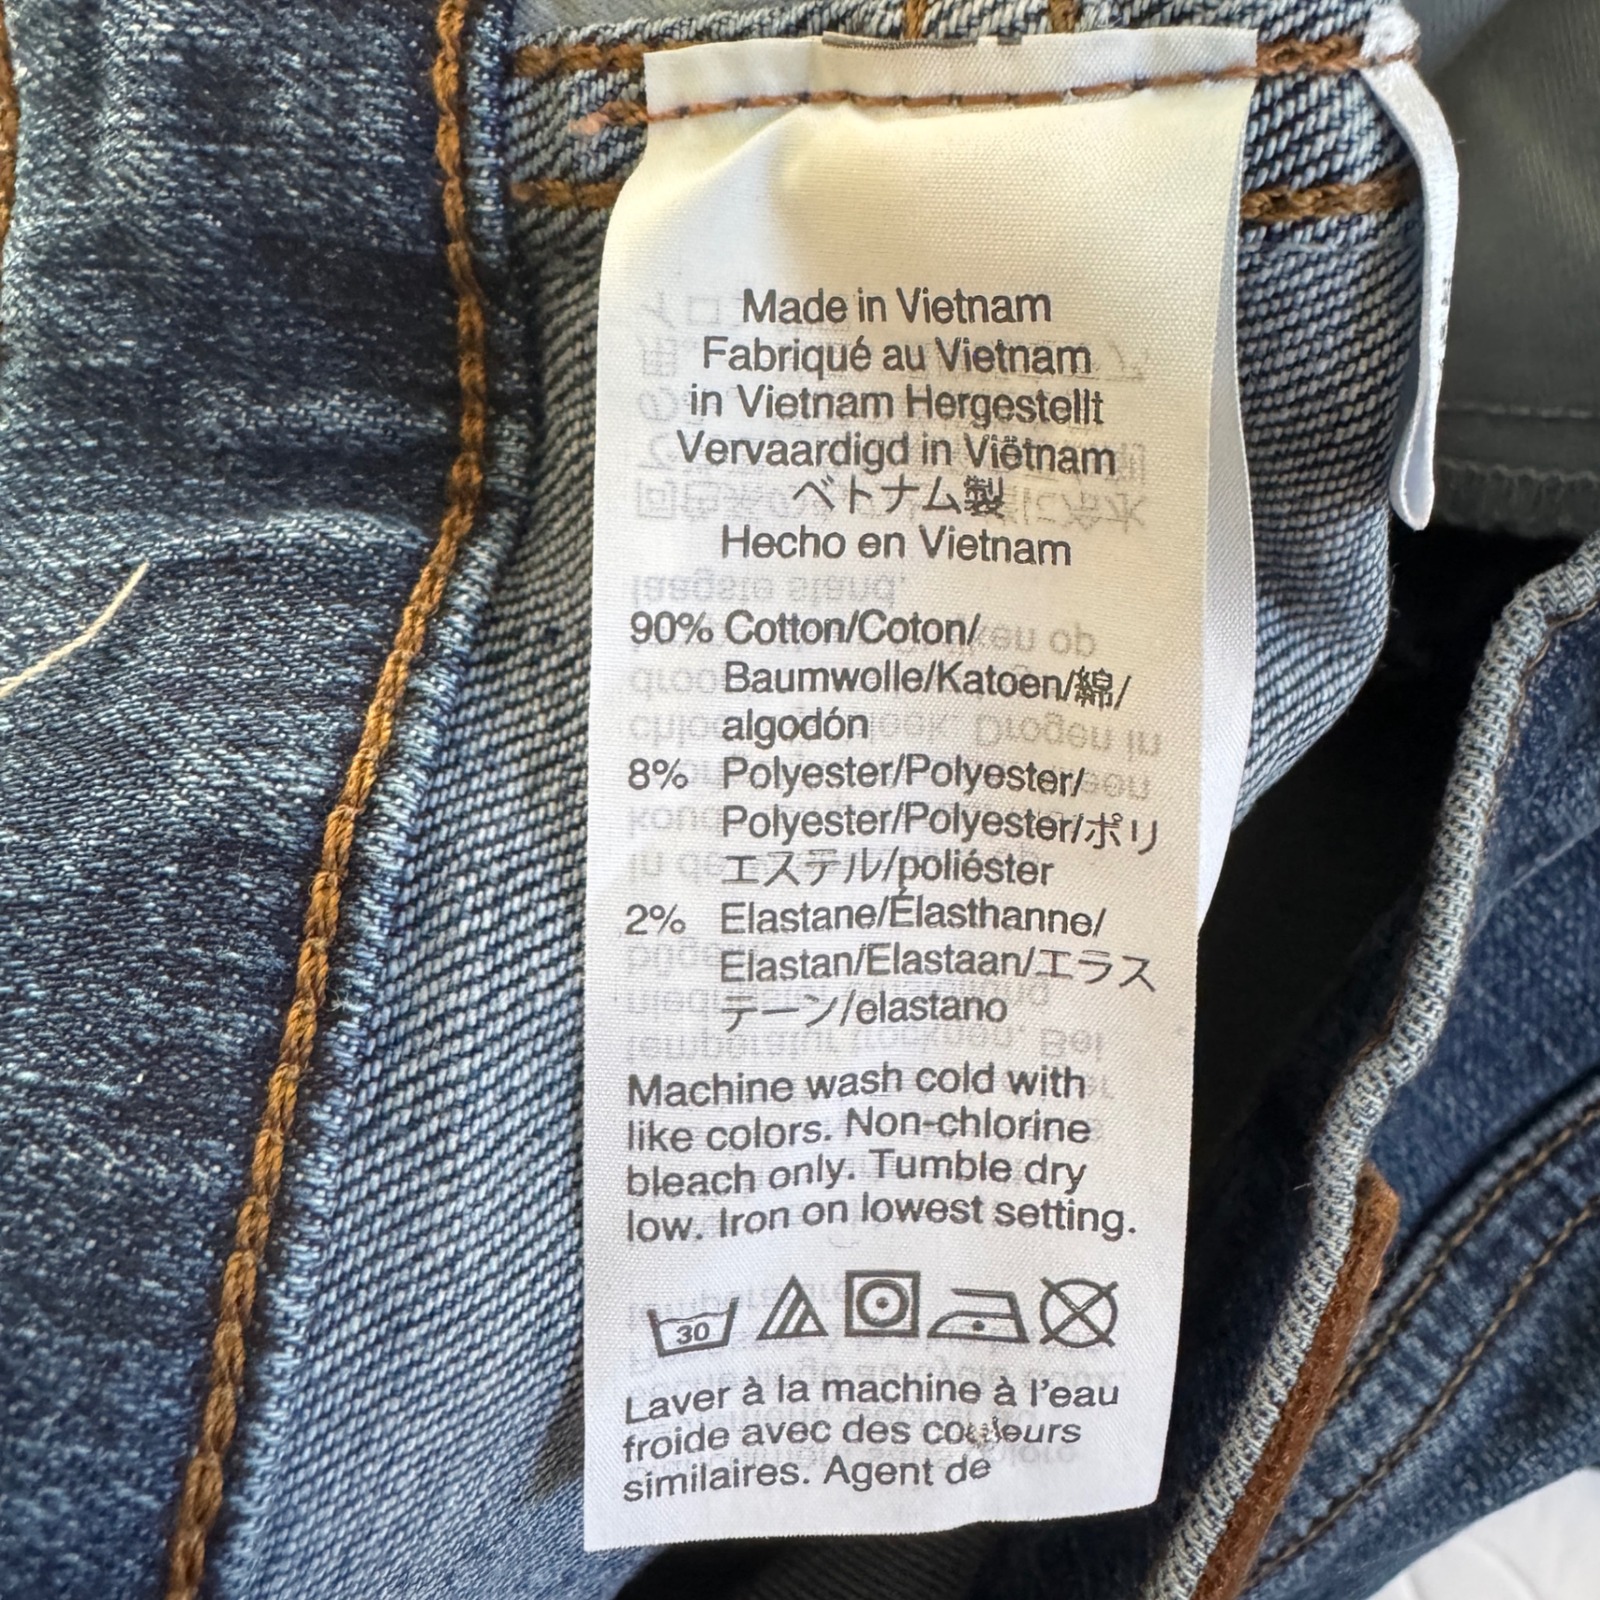 Made in Vietnam
Fabriqué au Vietnam
in Vietnam Hergestellt
Vervaardigd in Viëtnam
ベトナム製
Hecho en Vietnam
90% Cotton/Coton/
Baumwolle/Katoen/綿/
algodón
8% Polyester/Polyester/
Polyester/Polyester/ポリ
エステル/poliéster
2% Elastane/Élasthanne/
Elastan/Elastaan/エラス
テーン/elastano
Machine wash cold with
like colors. Non-chlorine
bleach only. Tumble dry
low. Iron on lowest setting.
30
Laver à la machine à l'eau
froide avec des couleurs
similaires. Agent de